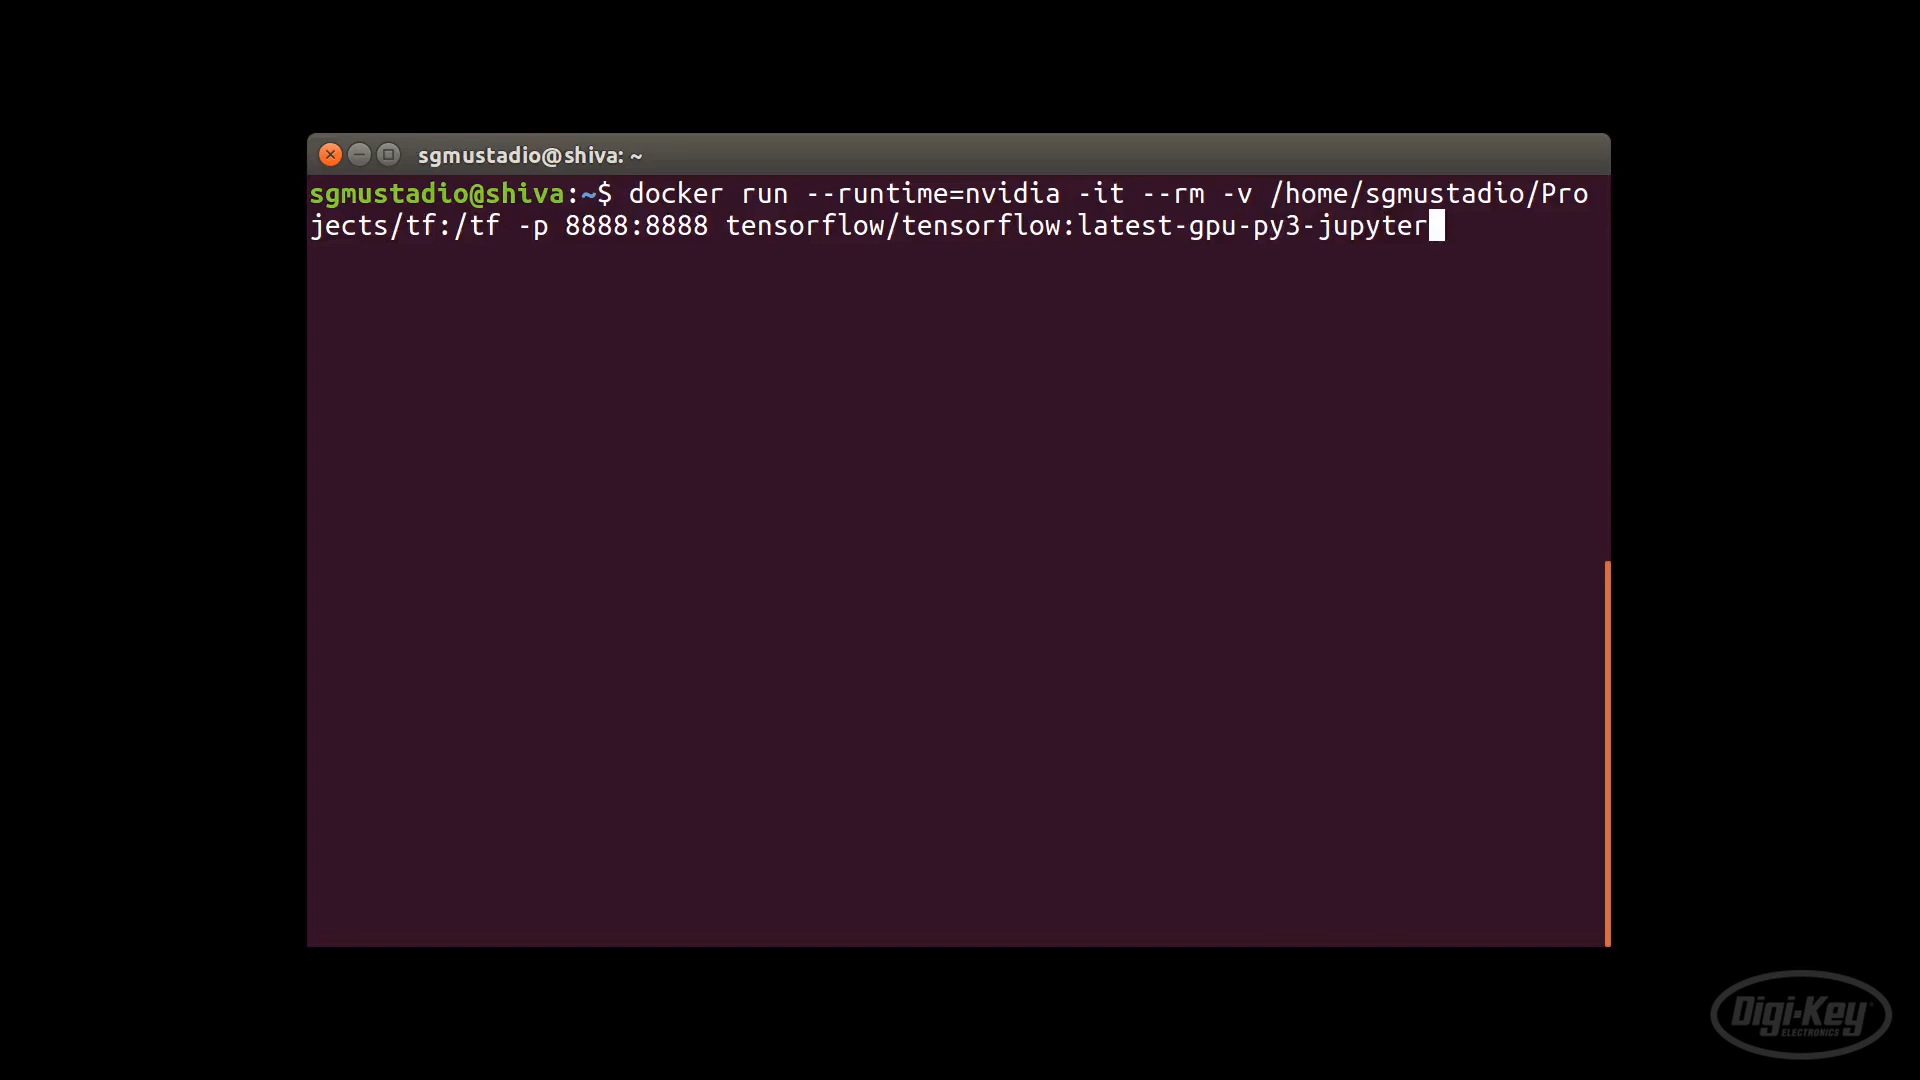 sgmustadio@shiva: ~
sgmustadio@shiva:~$ docker run --runtime=nvidia -it --rm -v /home/sgmustadio/Pro
jects/tf:/tf -p 8888:8888 tensorflow/tensorflow:latest-gpu-py3-jupyter
Digi-Key
ELECTRONICS